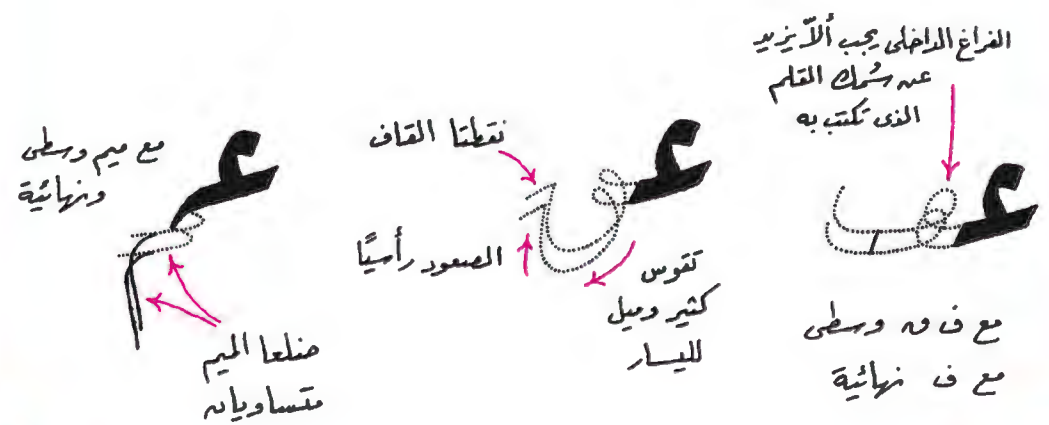 الفراغ الداخلى يجب ألاّ يزيد
عن سُمك القلم
الذى تكتب به
مع ف ق وسطى
مع ف نهائية
نقطتا القاف
الصعود رأسيًا
تقوس
كثير وميل
لليسار
مع ميم وسطى
ونهائية
ضلعا الميم
متساويان